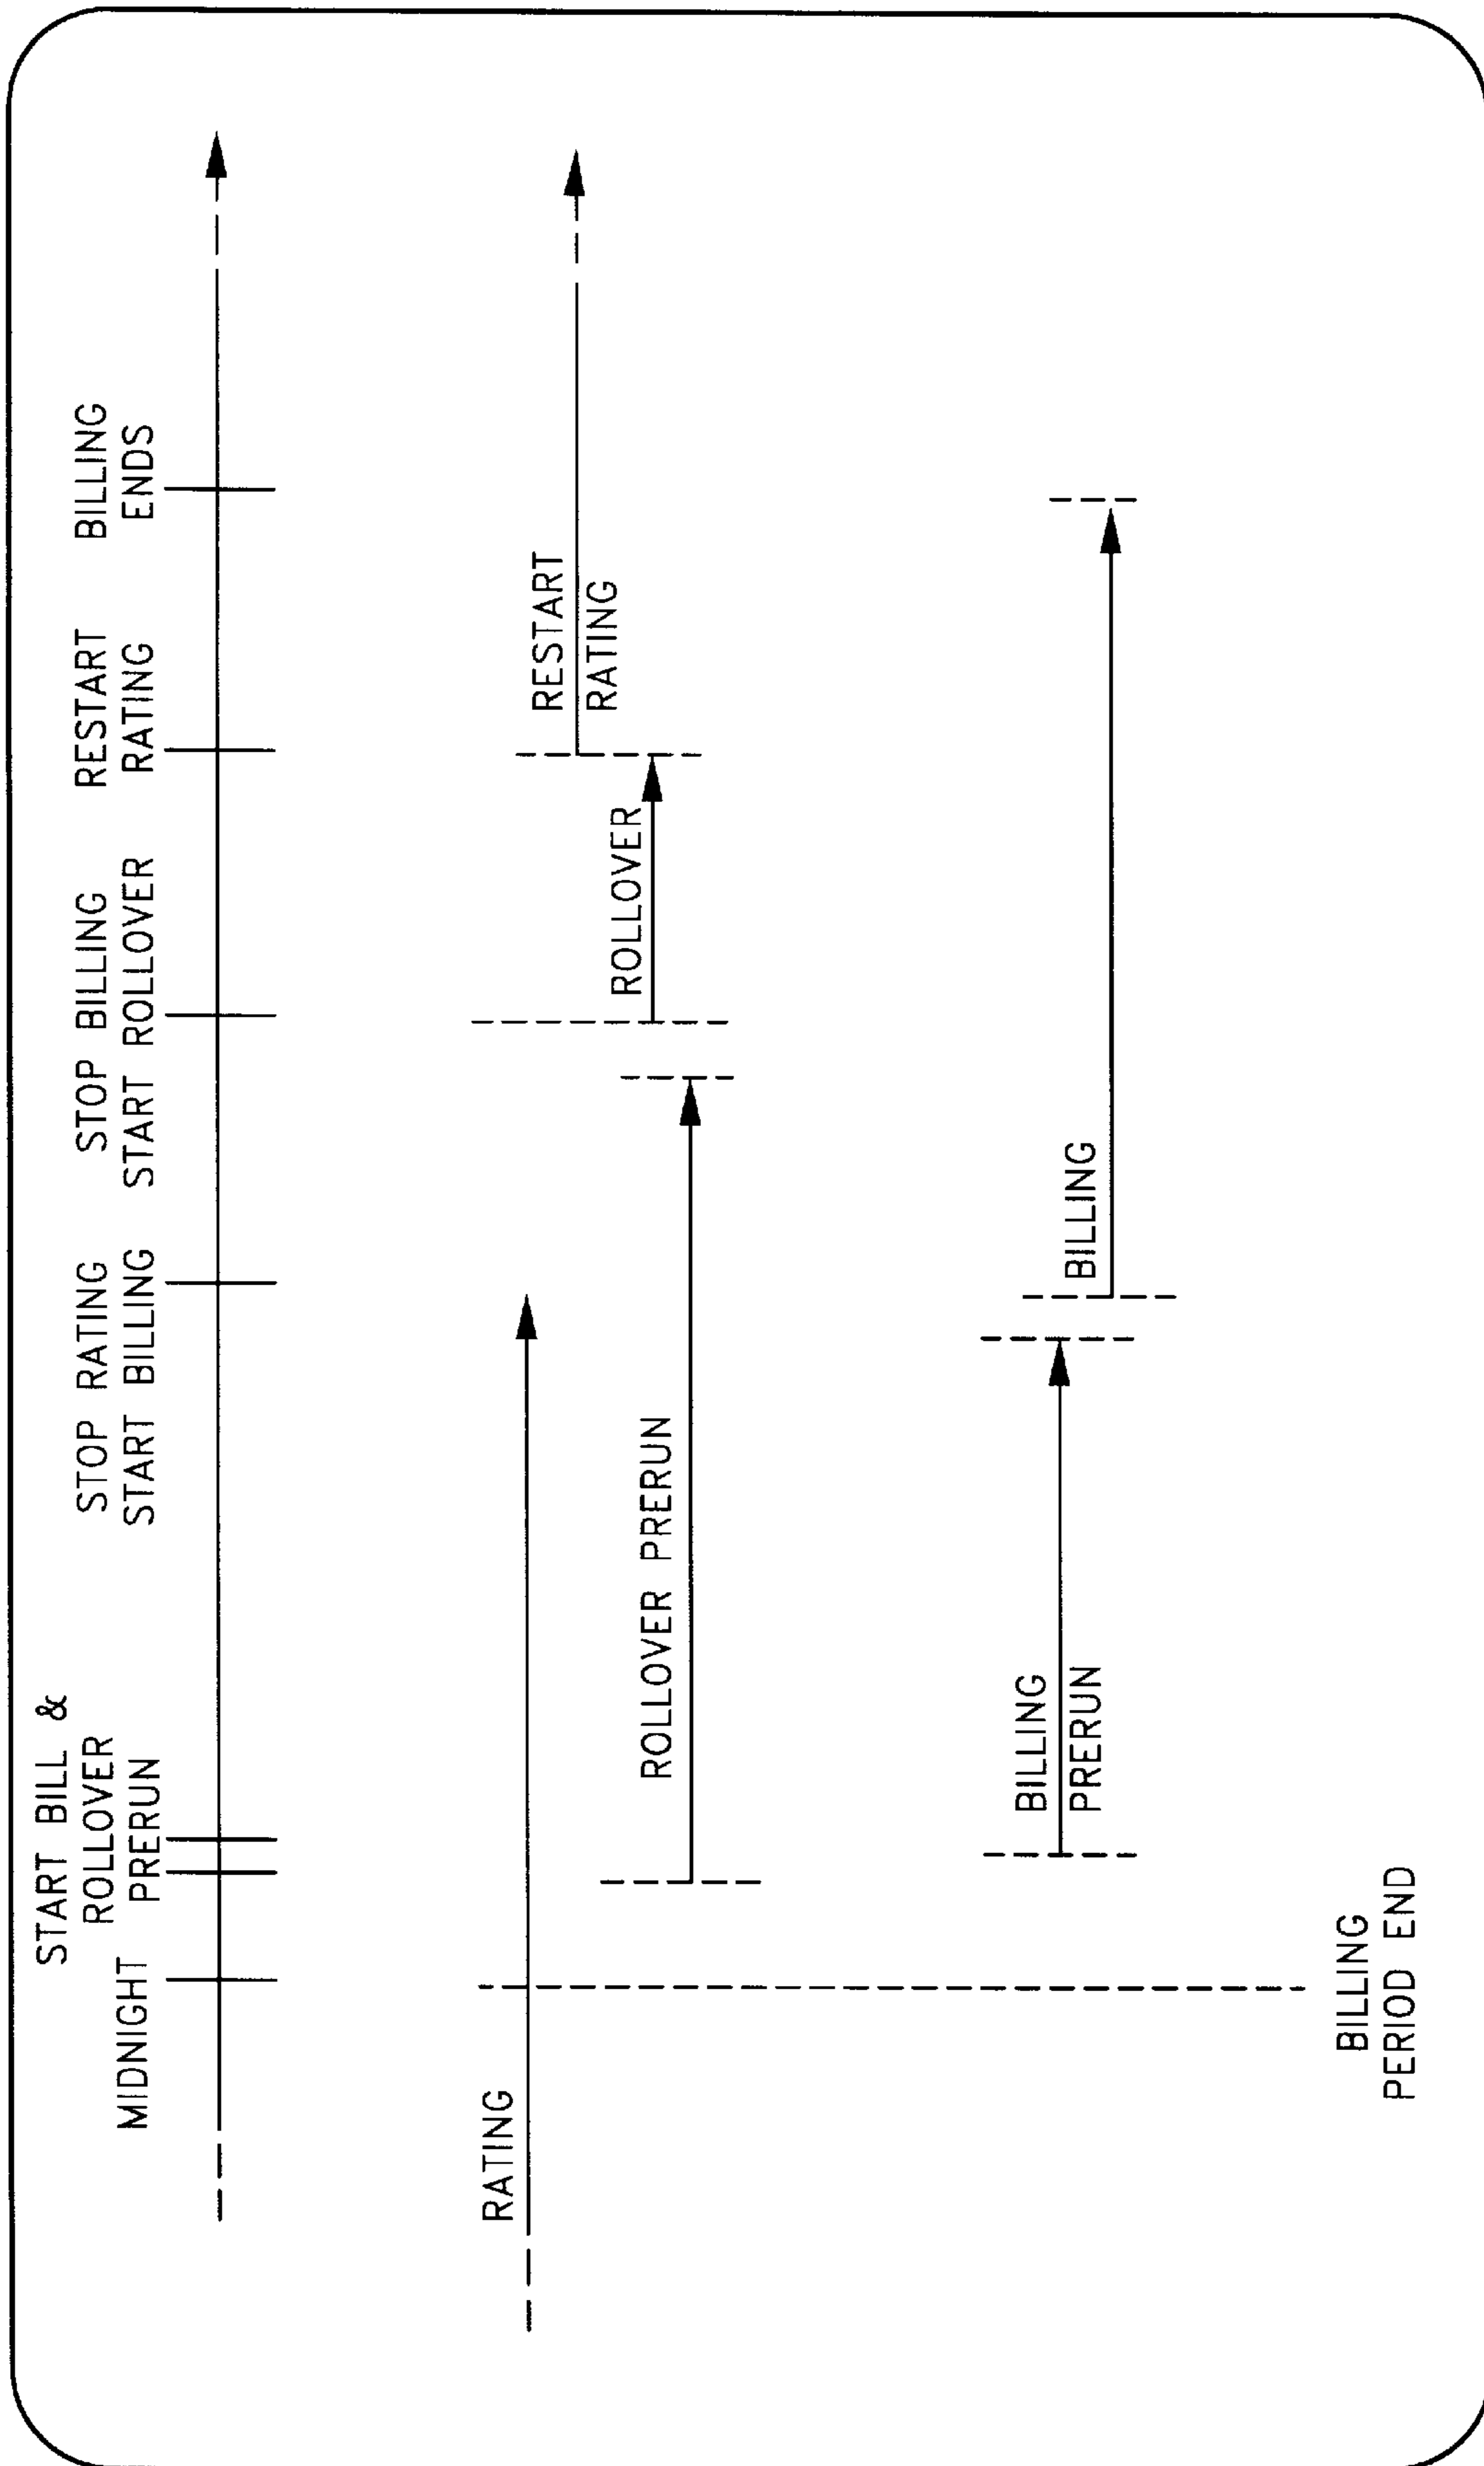 START BILL &
ROLLOVER
PRERUN
MIDNIGHT
STOP RATING
START BILLING
STOP BILLING
START ROLLOVER
RESTART
RATING
BILLING
ENDS
RATING
RESTART
RATING
ROLLOVER
ROLLOVER PRERUN
BILLING
PRERUN
BILLING
BILLING
PERIOD END